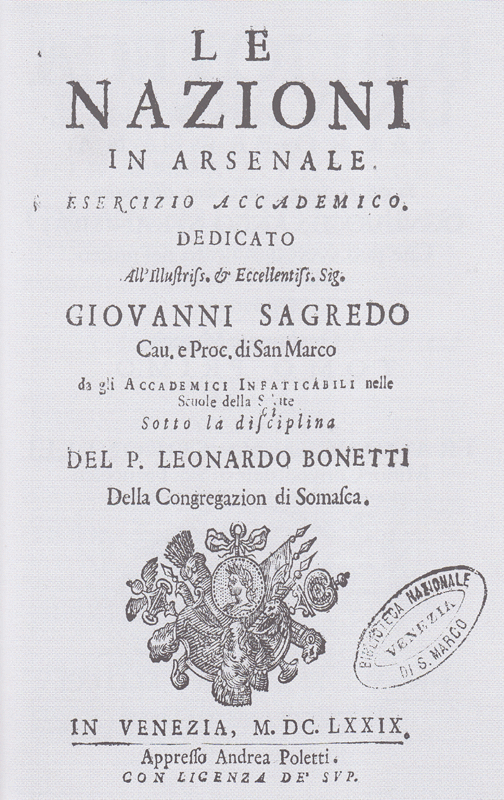 LE
NAZIONI
IN ARSENALE.
ESERCIZIO ACCADEMICO.
DEDICATO
All'Illuſtriſs. & Eccellentiſs. Sig.
GIOVANNI SAGREDO
Cau. e Proc. di San Marco
da gli ACCADEMICI INFATICABILI nelle
Scuole della
Sotto la diſciplina
DEL P. LEONARDO BONETTI
Della Congregazion di Somaſca.
BIBLIOTECA NAZIONALE
VENEZIA
DI S. MARCO
IN VENEZIA, M. DC. LXXIX.
Appreſſo Andrea Poletti.
CON LICENZA DE' SVP.